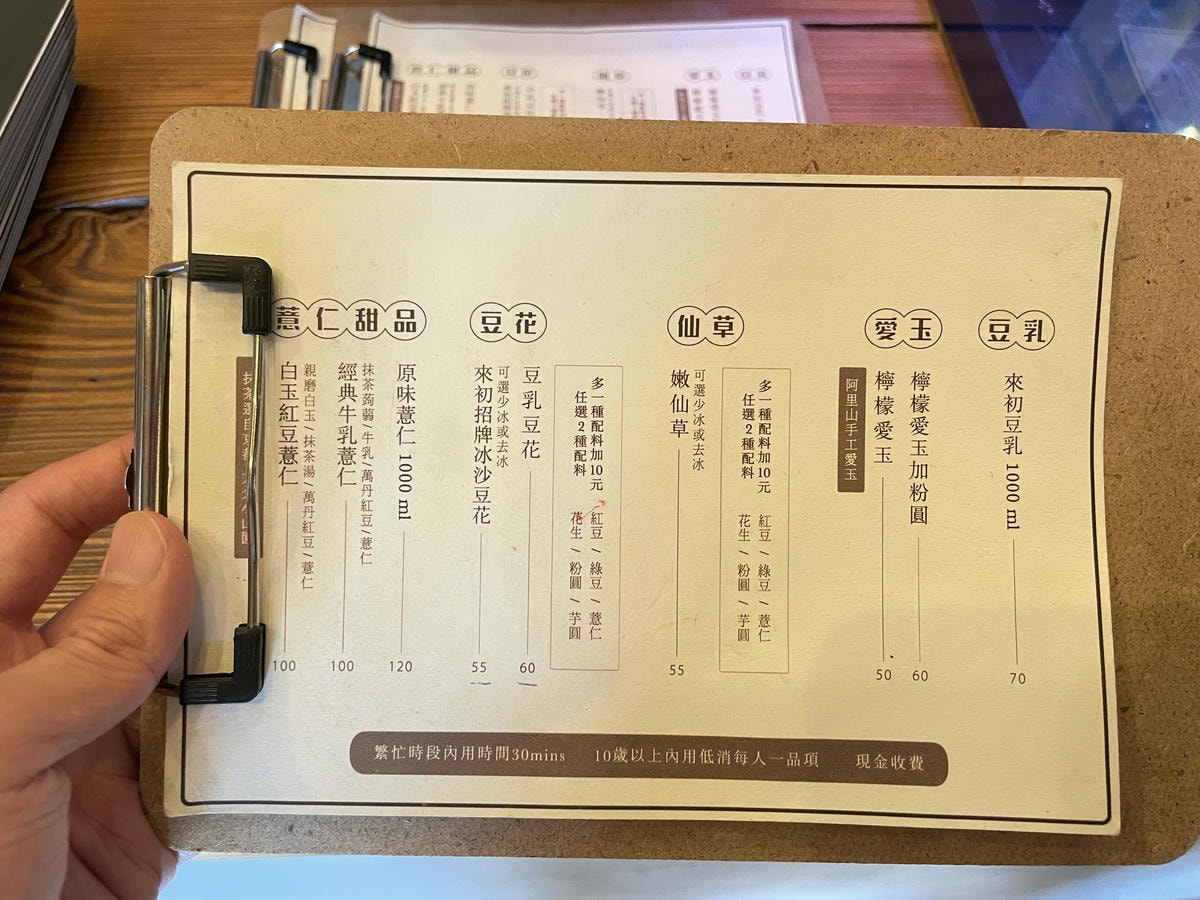 豆乳
來初豆乳 1000 ml
70
愛玉
檸檬愛玉加粉圓
60
檸檬愛玉
50
阿里山手工愛玉
仙草
多一種配料加10元
任選2種配料
紅豆 / 綠豆 / 薏仁
花生 / 粉圓 / 芋圓
可選少冰或去冰
嫩仙草
55
豆花
多一種配料加10元
任選2種配料
紅豆 / 綠豆 / 薏仁
花生 / 粉圓 / 芋圓
豆乳豆花
60
可選少冰或去冰
來初招牌冰沙豆花
55
薏仁甜品
原味薏仁 1000 ml
120
抹茶蒟蒻/牛乳/萬丹紅豆/薏仁
經典牛乳薏仁
100
親磨白玉/抹茶湯/萬丹紅豆/薏仁
白玉紅豆薏仁
100
抹茶選自京都
繁忙時段內用時間30mins 10歲以上內用低消每人一品項 現金收費